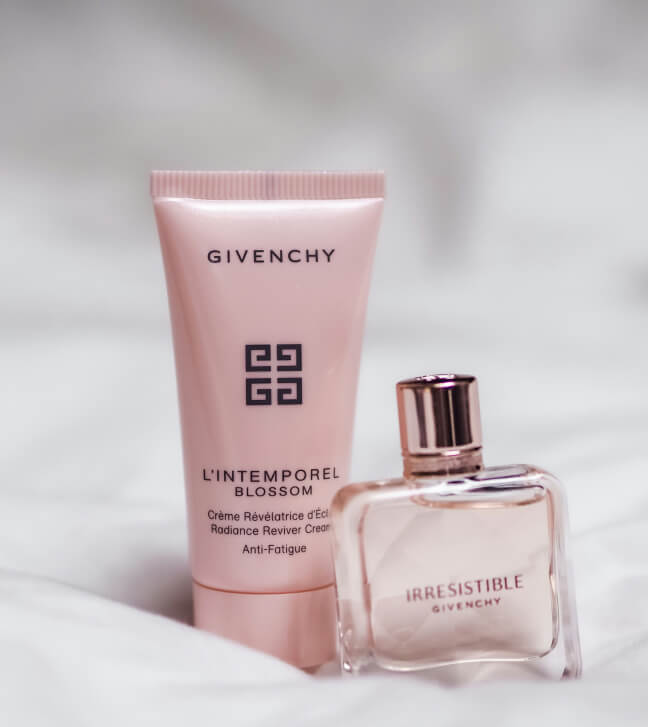 GIVENCHY
L'INTEMPOREL
BLOSSOM
Crème Révélatrice d'Écl
Radiance Reviver Cream
Anti-Fatigue
IRRESISTIBLE
GIVENCHY